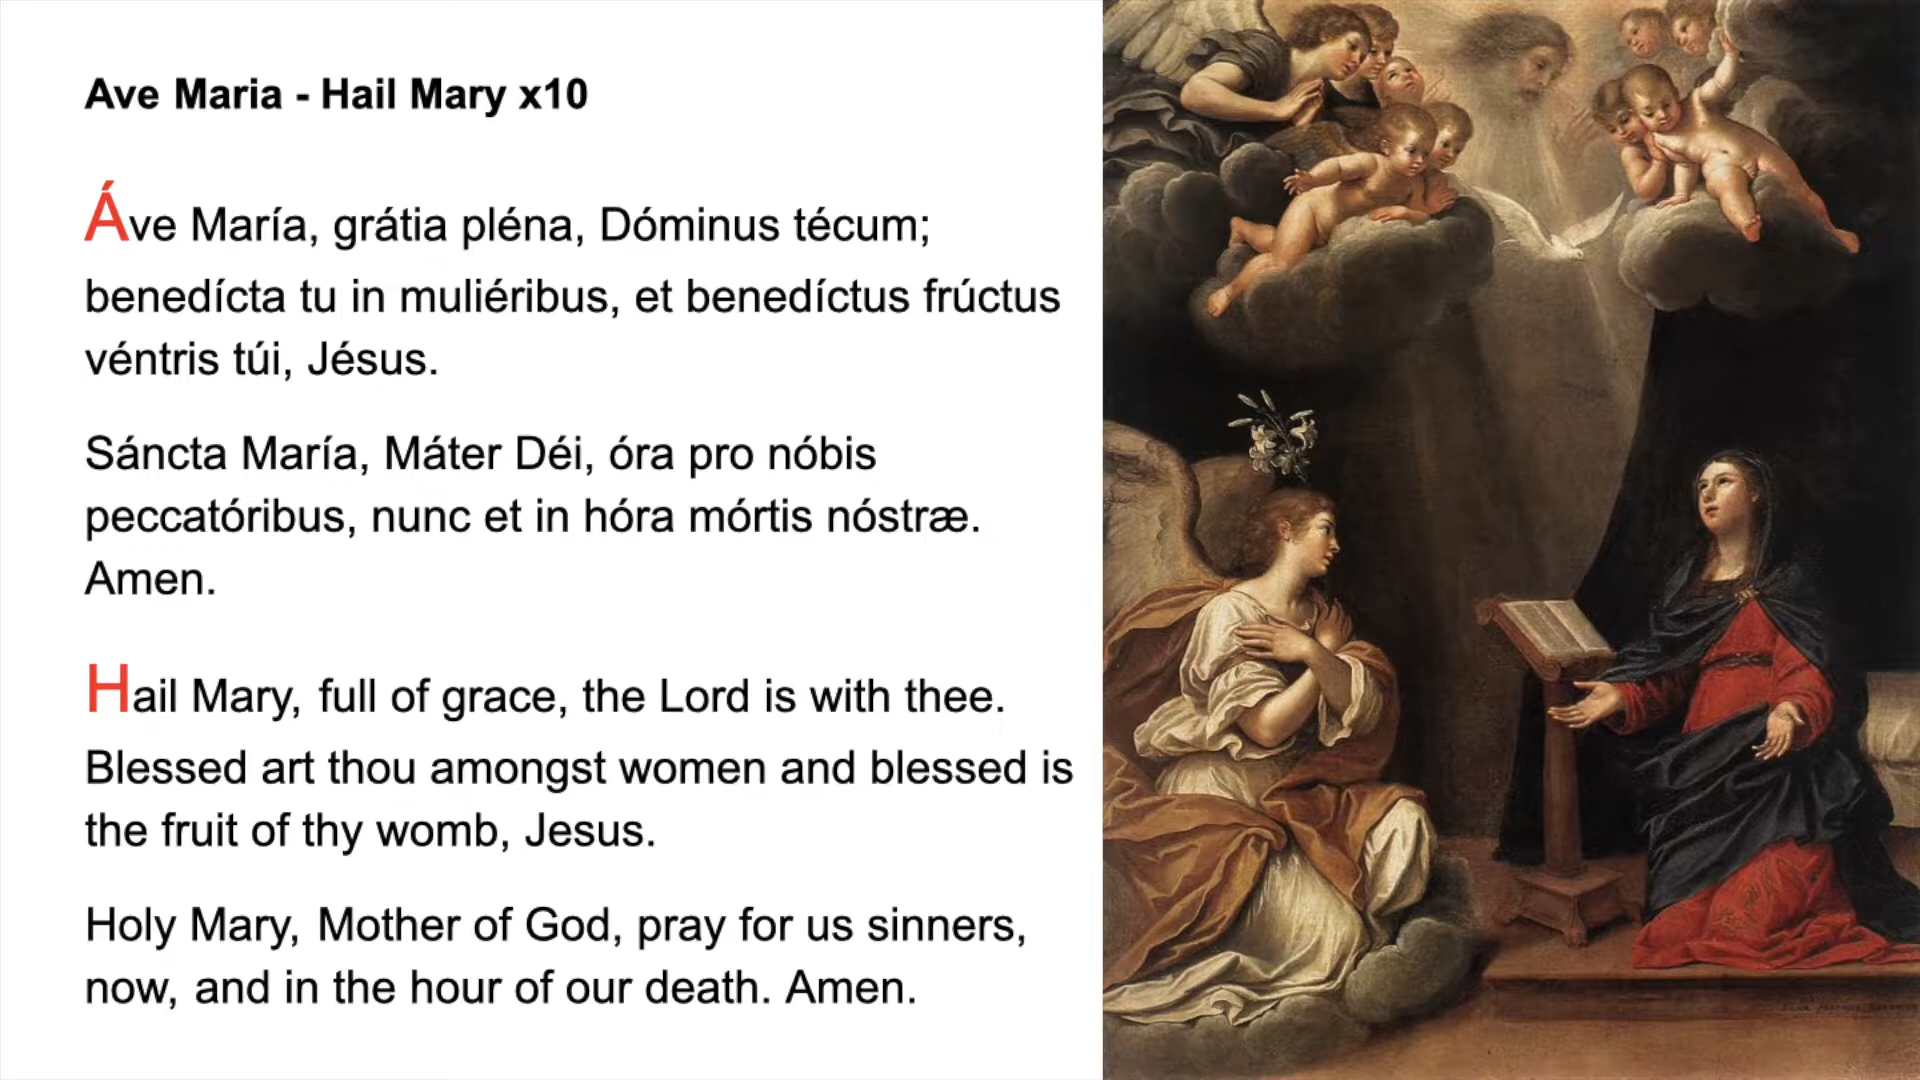 Ave Maria - Hail Mary x10
Áve María, grátia pléna, Dóminus técum;
benedícta tu in muliéribus, et benedíctus frúctus
véntris túi, Jésus.
Sáncta María, Máter Déi, óra pro nóbis
peccatóribus, nunc et in hóra mórtis nóstræ.
Amen.
Hail Mary, full of grace, the Lord is with thee.
Blessed art thou amongst women and blessed is
the fruit of thy womb, Jesus.
Holy Mary, Mother of God, pray for us sinners,
now, and in the hour of our death. Amen.